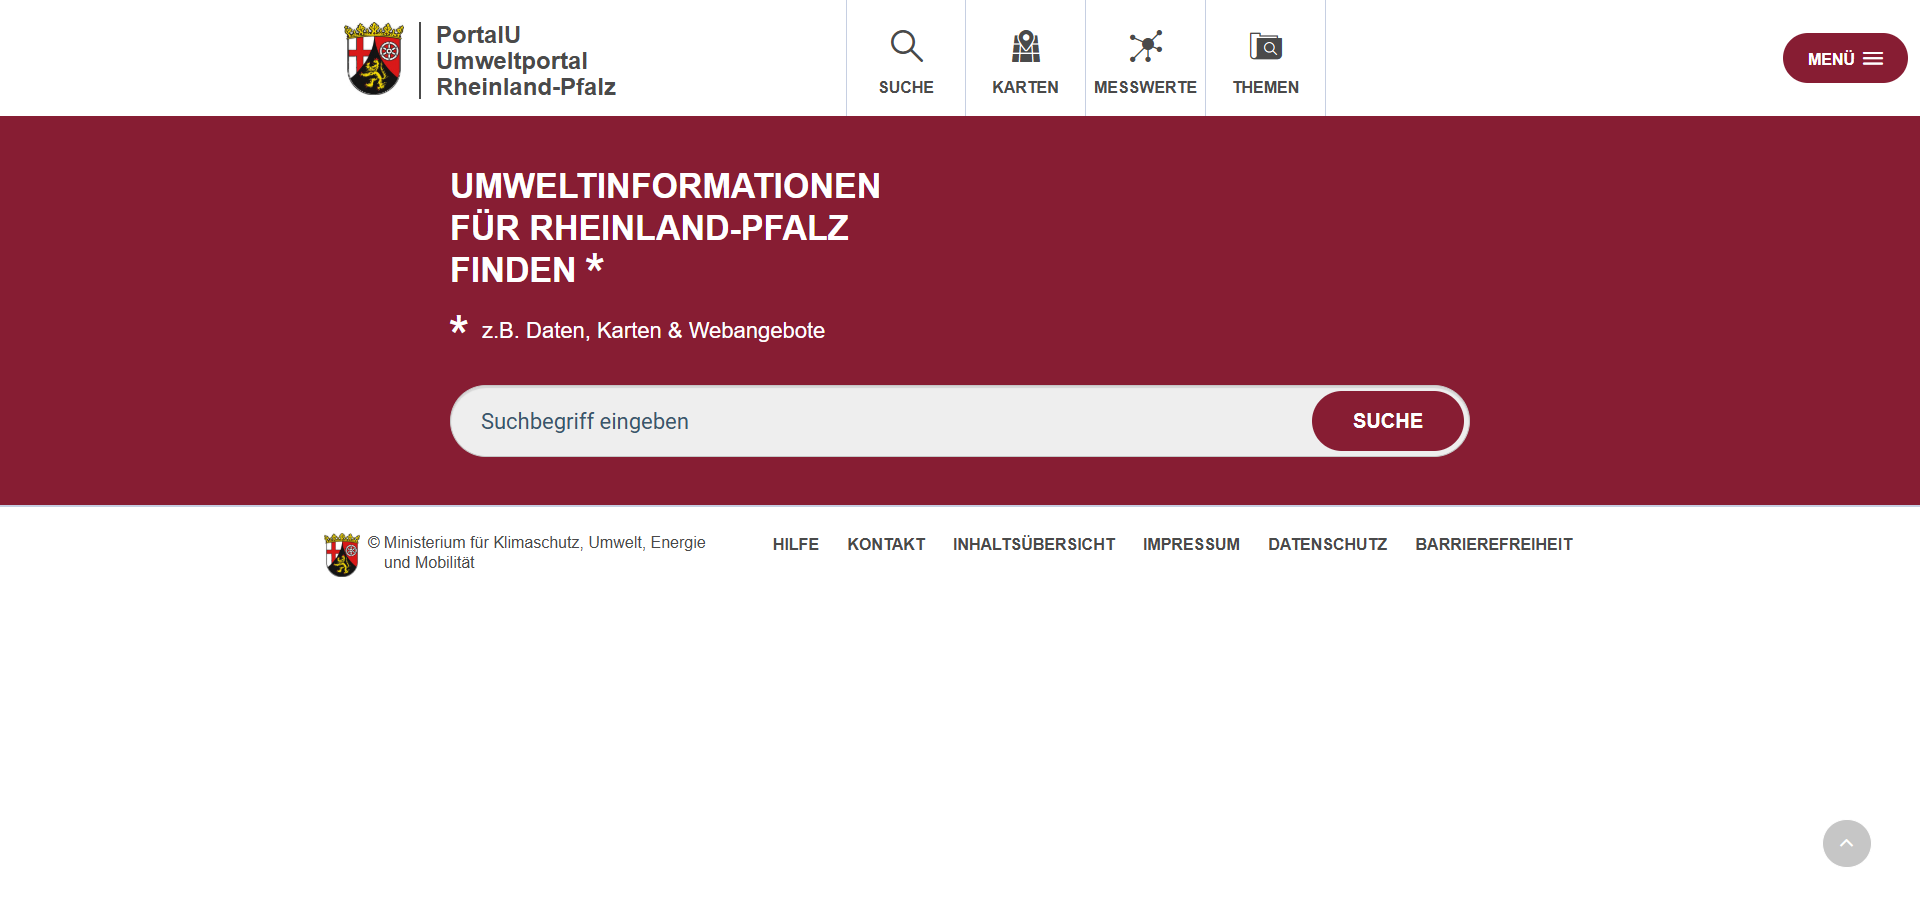 PortalU
Umweltportal
Rheinland-Pfalz
SUCHE
KARTEN
MESSWERTE
THEMEN
MENÜ
UMWELTINFORMATIONEN
FÜR RHEINLAND-PFALZ
FINDEN *
* z.B. Daten, Karten & Webangebote
Suchbegriff eingeben
SUCHE
© Ministerium für Klimaschutz, Umwelt, Energie
und Mobilität
HILFE
KONTAKT
INHALTSÜBERSICHT
IMPRESSUM
DATENSCHUTZ
BARRIEREFREIHEIT